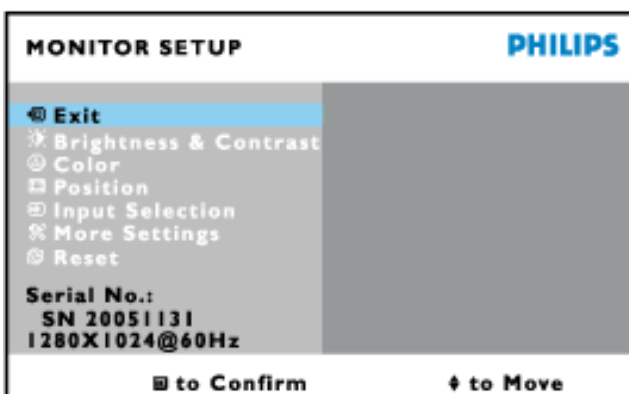 MONITOR SETUP PHILIPS
Exit
Brightness & Contrast
Color
Position
Input Selection
More Settings
Reset
Serial No.:
SN 20051131
1280X1024@60Hz
to Confirm to Move